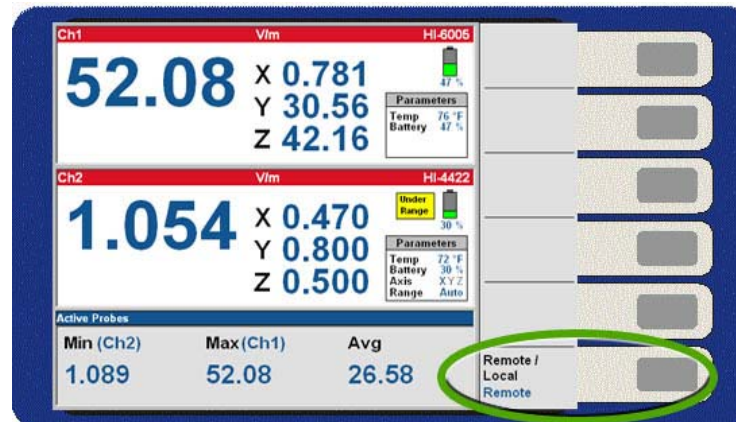 Ch1 V/m HI-6005
52.08
X 0.781
Y 30.56
Z 42.16
47 %
Parameters
Temp 76 °F
Battery 47 %
Ch2 V/m HI-4422
1.054
X 0.470
Y 0.800
Z 0.500
Under
Range
30 %
Parameters
Temp 72 °F
Battery 30 %
Axis XYZ
Range Auto
Active Probes
Min (Ch2) Max(Ch1) Avg
1.089 52.08 26.58
Remote /
Local
Remote